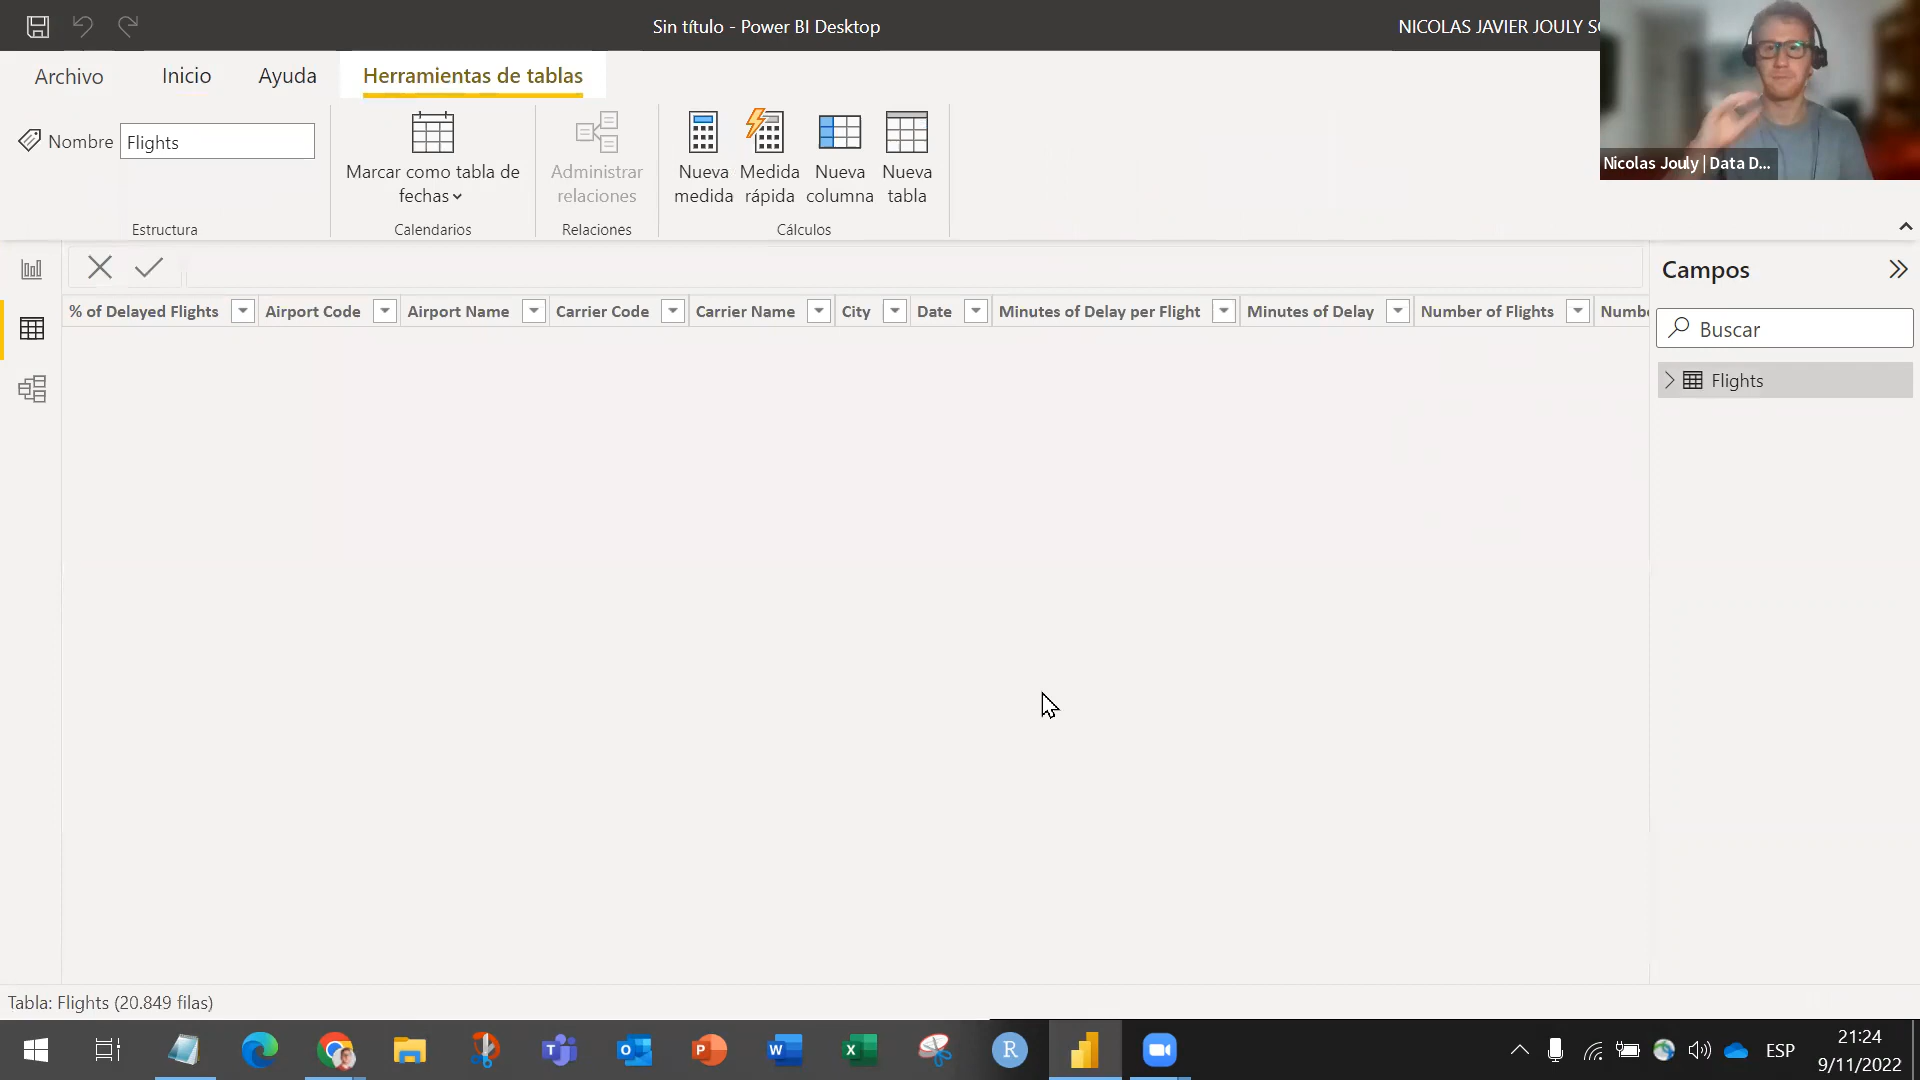 Sin título - Power BI Desktop
NICOLAS JAVIER JOULY
Archivo
Inicio
Ayuda
Herramientas de tablas
Nombre
Flights
Marcar como tabla de
fechas
Administrar
relaciones
Nueva
medida
Medida
rápida
Nueva
columna
Nueva
tabla
Estructura
Calendarios
Relaciones
Cálculos
Nicolas Jouly | Data D...
% of Delayed Flights
Airport Code
Airport Name
Carrier Code
Carrier Name
City
Date
Minutes of Delay per Flight
Minutes of Delay
Number of Flights
Campos
Buscar
Flights
Tabla: Flights (20.849 filas)
ESP
21:24
9/11/2022